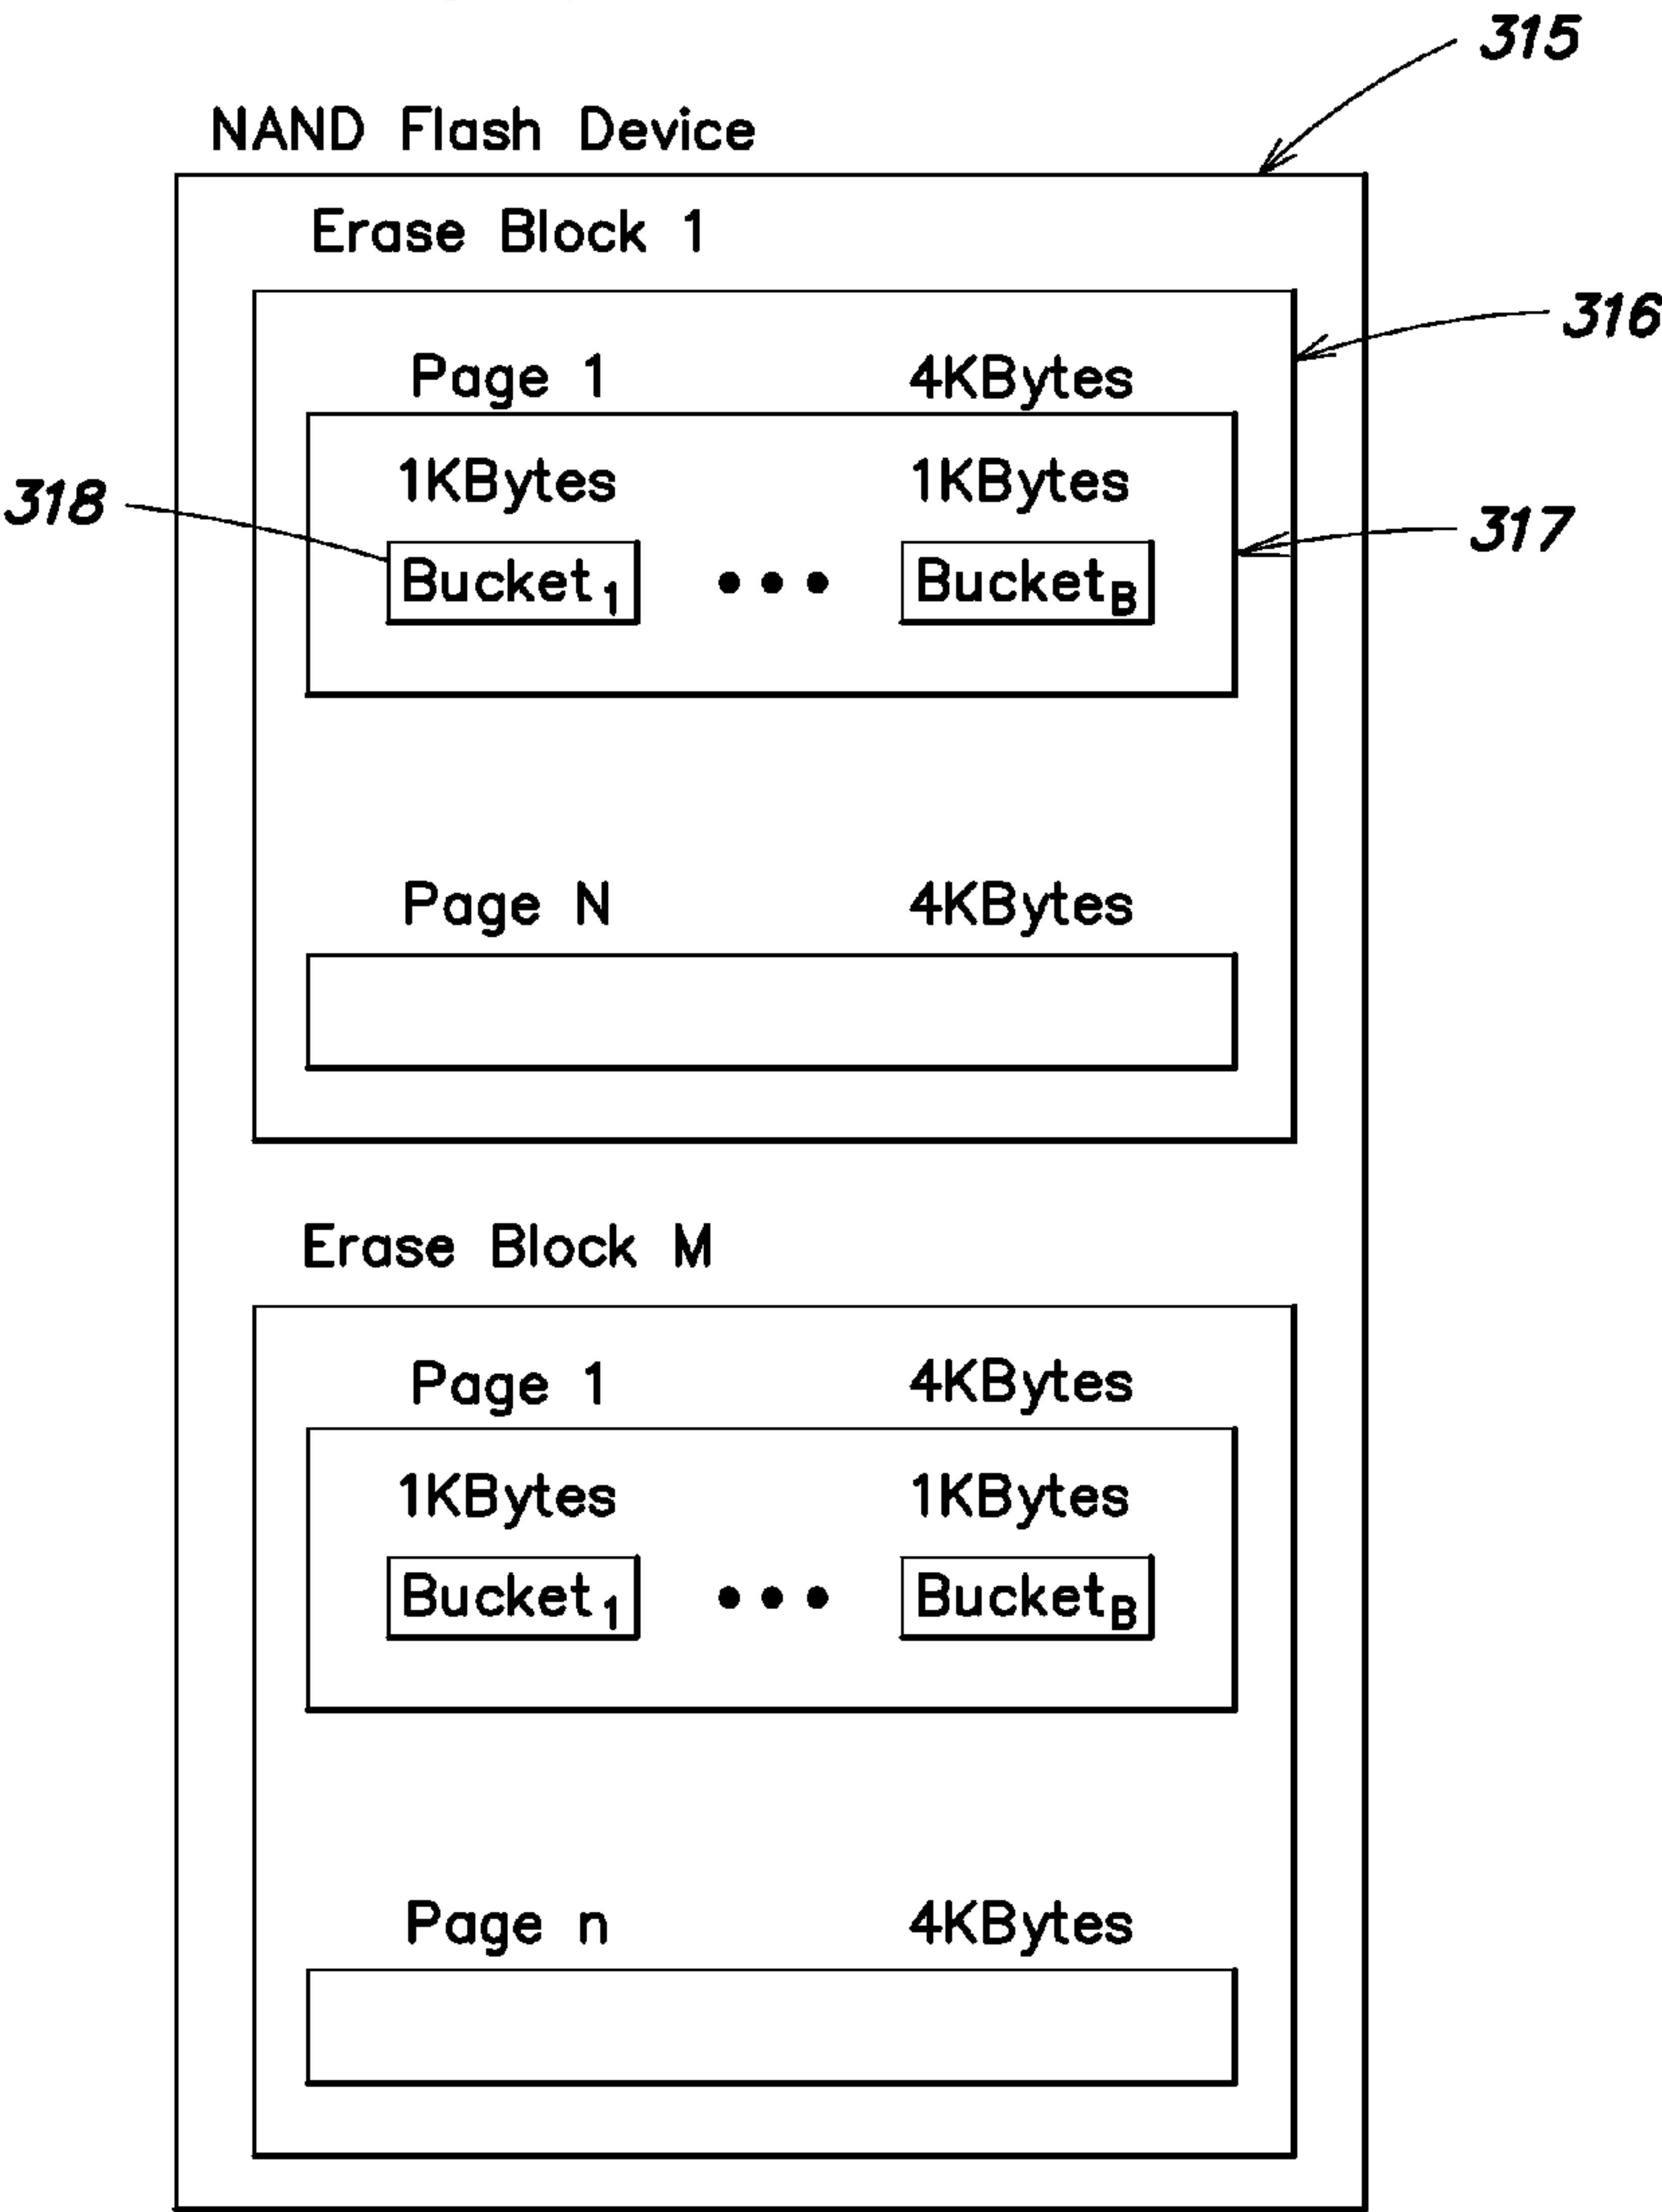 315
NAND Flash Device
Erase Block 1
316
Page 1 4KBytes
1KBytes 1KBytes
318
317
Bucket1 ••• BucketB
Page N 4KBytes
Erase Block M
Page 1 4KBytes
1KBytes 1KBytes
Bucket1 ••• BucketB
Page n 4KBytes